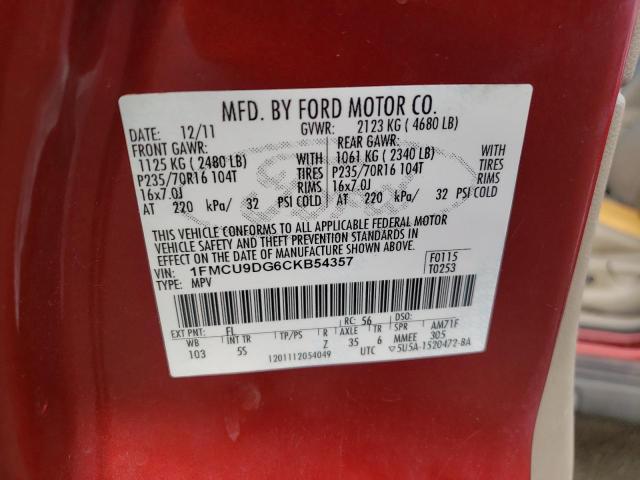 MFD. BY FORD MOTOR CO.
DATE: 12/11 GVWR: 2123 KG ( 4680 LB)
FRONT GAWR: REAR GAWR:
1125 KG ( 2480 LB) WITH 1061 KG ( 2340 LB) WITH
P235/70R16 104T TIRES P235/70R16 104T TIRES
16x7.0J RIMS 16x7.0J RIMS
AT 220 kPa/ 32 PSI COLD AT 220 kPa/ 32 PSI COLD
Ford
THIS VEHICLE CONFORMS TO ALL APPLICABLE FEDERAL MOTOR
VEHICLE SAFETY AND THEFT PREVENTION STANDARDS IN
EFFECT ON THE DATE OF MANUFACTURE SHOWN ABOVE.
VIN: 1FMCU9DG6CKB54357 F0115
TYPE: MPV T0253
EXT PNT: FL RC: 56 DSO:
WB INT TR TP/PS R AXLE TR SPR AM71F
103 5S Z 35 6 MMEE 305
1201112054049 UTC ▽5U5A-1520472-BA